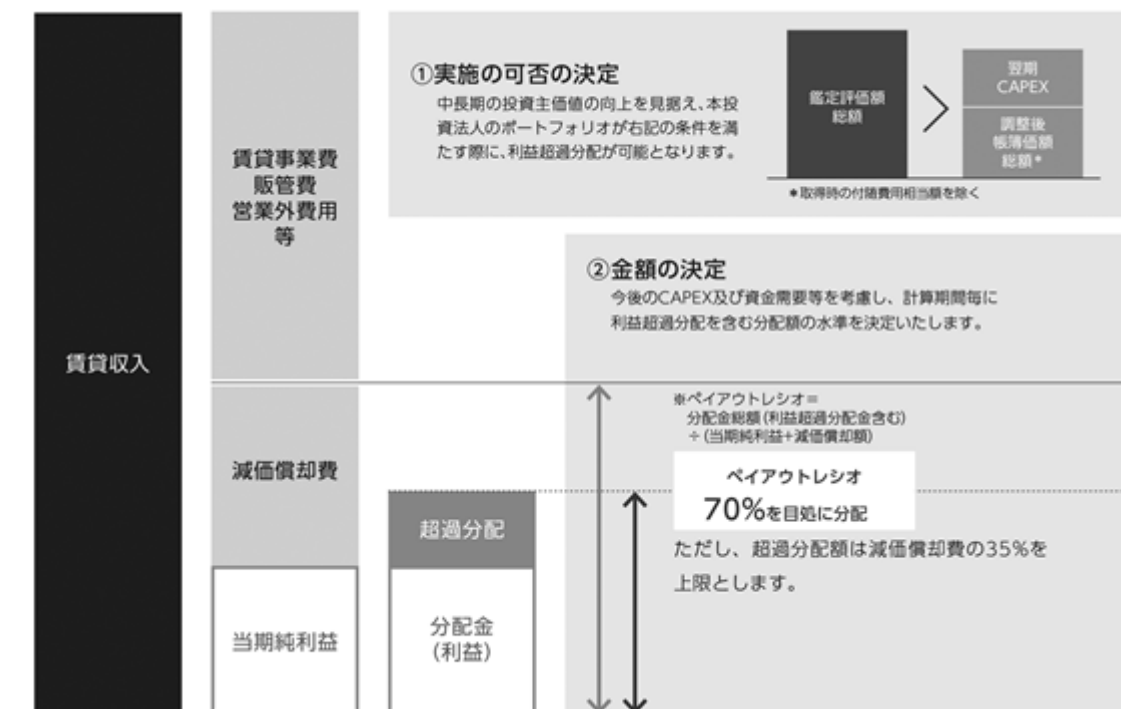 賃貸収入
賃貸事業費
販管費
営業外費用
等
減価償却費
当期純利益
超過分配
分配金
(利益)
①実施の可否の決定
中長期の投資主価値の向上を見据え、本投
資法人のポートフォリオが右記の条件を満
たす際に、利益超過分配が可能となります。
鑑定評価額
総額
翌期
CAPEX
調整後
帳簿価額
総額*
*取得時の付随費用相当額を除く
②金額の決定
今後のCAPEX及び資金需要等を考慮し、計算期間毎に
利益超過分配を含む分配額の水準を決定いたします。
※ペイアウトレシオ=
分配金総額(利益超過分配金含む)
÷(当期純利益+減価償却額)
ペイアウトレシオ
70%を目処に分配
ただし、超過分配額は減価償却費の35%を
上限とします。